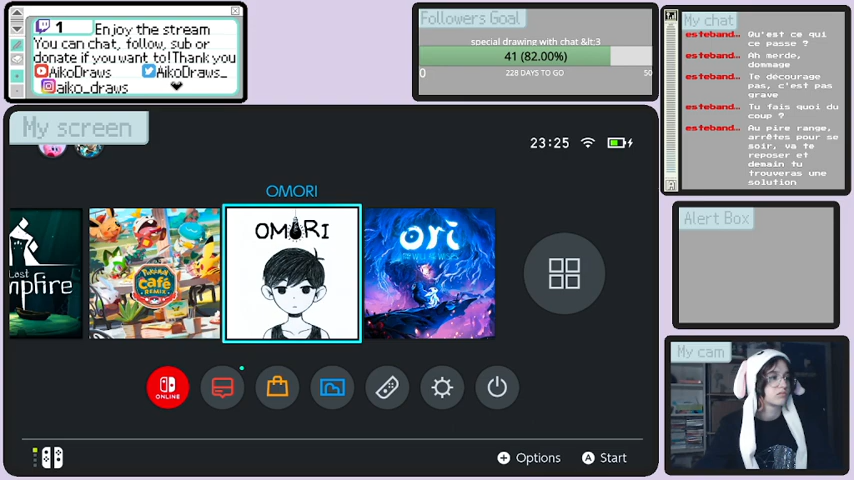 1 Enjoy the stream
You can chat, follow, sub or
donate if you want to!Thank you
AikoDraws AikoDraws_
aiko_draws
Followers Goal
special drawing with chat &lt;3
41 (82.00%)
0
228 DAYS TO GO
My chat
esteband… Qu'est ce qui
ce passe ?
esteband… Ah merde,
dommage
esteband… Te décourage
pas, c'est pas
grave
esteband… Tu fais quoi du
coup ?
esteband… Au pire range,
arrêtes pour se
soir, va te
reposer et
demain tu
trouveras une
solution
My screen
23:25
OMORI
Last
Campfire
Pokémon
Café
REMIX
OMORI
ori
ONLINE
Options
Start
Alert Box
My cam